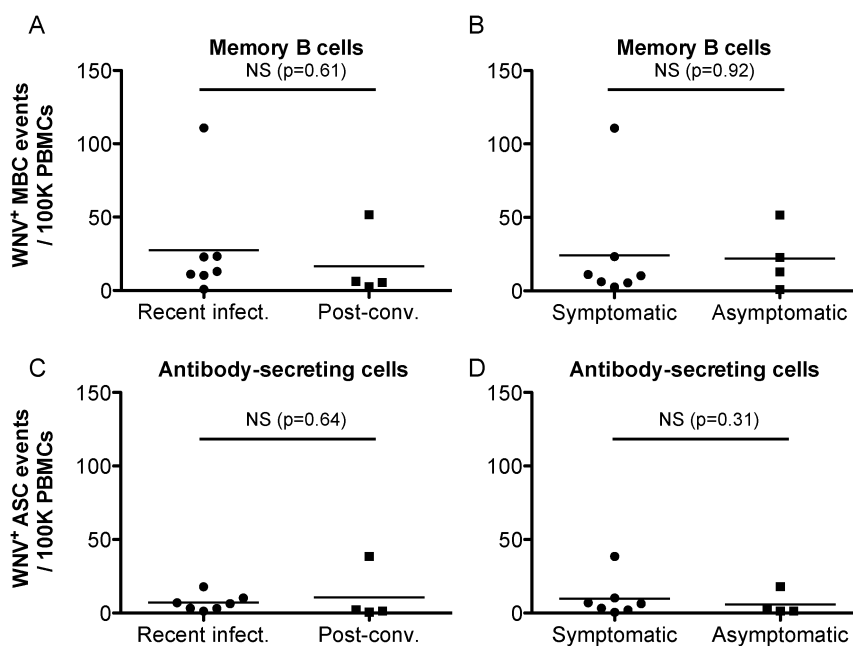 A
Memory B cells
NS (p=0.61)
WNV⁺ MBC events
/ 100K PBMCs
150
100
50
0
Recent infect.
Post-conv.
B
Memory B cells
NS (p=0.92)
150
100
50
0
Symptomatic
Asymptomatic
C
Antibody-secreting cells
NS (p=0.64)
WNV⁺ ASC events
/ 100K PBMCs
150
100
50
0
Recent infect.
Post-conv.
D
Antibody-secreting cells
NS (p=0.31)
150
100
50
0
Symptomatic
Asymptomatic